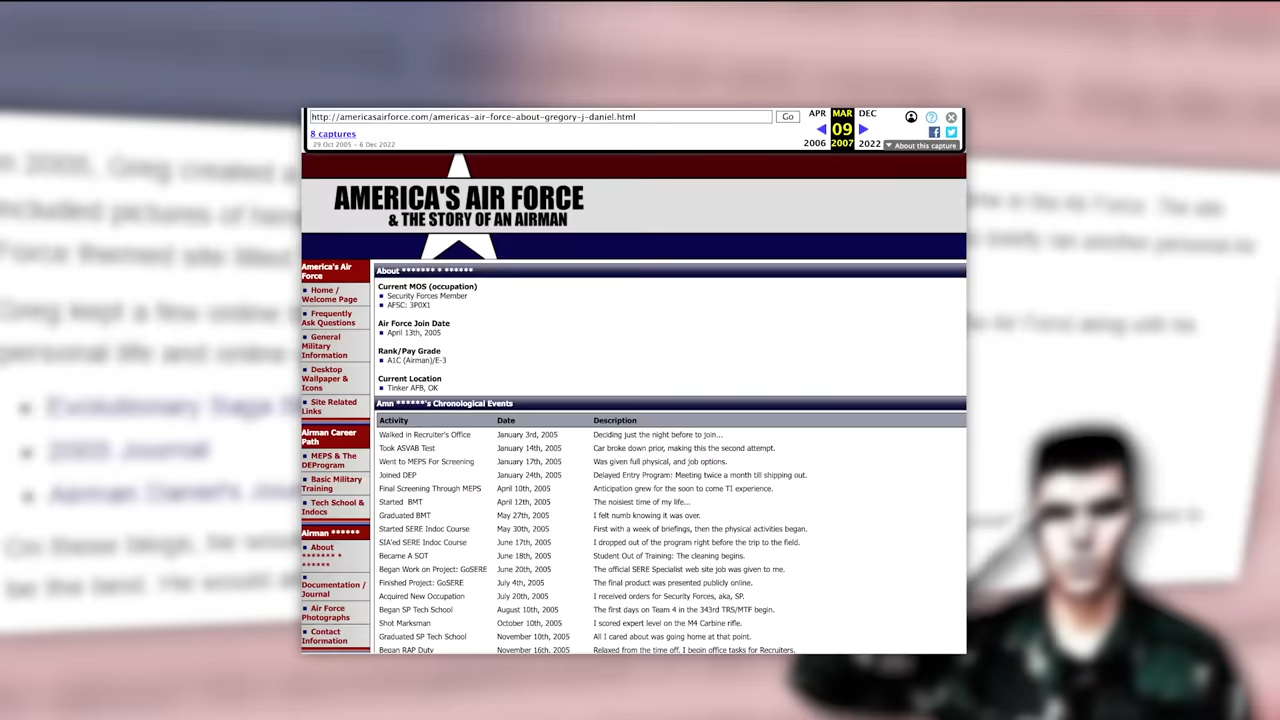 http://americasairforce.com/americas-air-force-about-gregory-j-daniel.html
Go
APR MAR DEC
8 captures
09
29 Oct 2005 – 6 Dec 2022
2006 2007 2022
About this capture
AMERICA'S AIR FORCE
& THE STORY OF AN AIRMAN
America's Air
Force
Home /
Welcome Page
Frequently
Ask Questions
General
Military
Information
Desktop
Wallpaper &
Icons
Site Related
Links
Airman Career
Path
MEPS & The
DEProgram
Basic Military
Training
Tech School &
Indocs
Airman ******
About
******* *
******
Documentation /
Journal
Air Force
Photographs
Contact
Information
About ******* * ******
Current MOS (occupation)
Security Forces Member
AFSC: 3P0X1
Air Force Join Date
April 13th, 2005
Rank/Pay Grade
A1C (Airman)/E-3
Current Location
Tinker AFB, OK
Amn ******'s Chronological Events
Activity Date Description
Walked in Recruiter's Office January 3rd, 2005 Deciding just the night before to join...
Took ASVAB Test January 14th, 2005 Car broke down prior, making this the second attempt.
Went to MEPS For Screening January 17th, 2005 Was given full physical, and job options.
Joined DEP January 24th, 2005 Delayed Entry Program: Meeting twice a month till shipping out.
Final Screening Through MEPS April 10th, 2005 Anticipation grew for the soon to come T1 experience.
Started BMT April 12th, 2005 The noisiest time of my life...
Graduated BMT May 27th, 2005 I felt numb knowing it was over.
Started SERE Indoc Course May 30th, 2005 First with a week of briefings, then the physical activities began.
SIA'ed SERE Indoc Course June 17th, 2005 I dropped out of the program right before the trip to the field.
Became A SOT June 18th, 2005 Student Out of Training: The cleaning begins.
Began Work on Project: GoSERE June 20th, 2005 The official SERE Specialist web site job was given to me.
Finished Project: GoSERE July 4th, 2005 The final product was presented publicly online.
Acquired New Occupation July 20th, 2005 I received orders for Security Forces, aka, SP.
Began SP Tech School August 10th, 2005 The first days on Team 4 in the 343rd TRS/MTF begin.
Shot Marksman October 10th, 2005 I scored expert level on the M4 Carbine rifle.
Graduated SP Tech School November 10th, 2005 All I cared about was going home at that point.
Began RAP Duty November 16th, 2005 Relaxed from the time off, I begin office tasks for Recruiters.